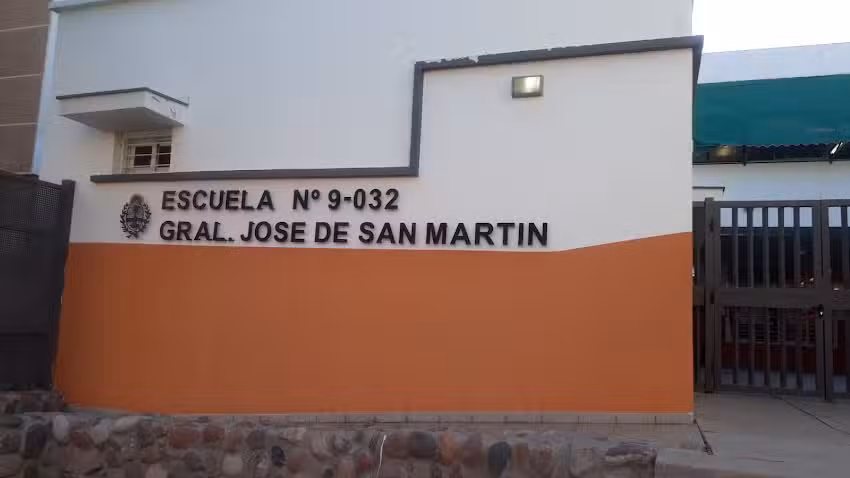 ESCUELA Nº 9-032
GRAL. JOSE DE SAN MARTIN